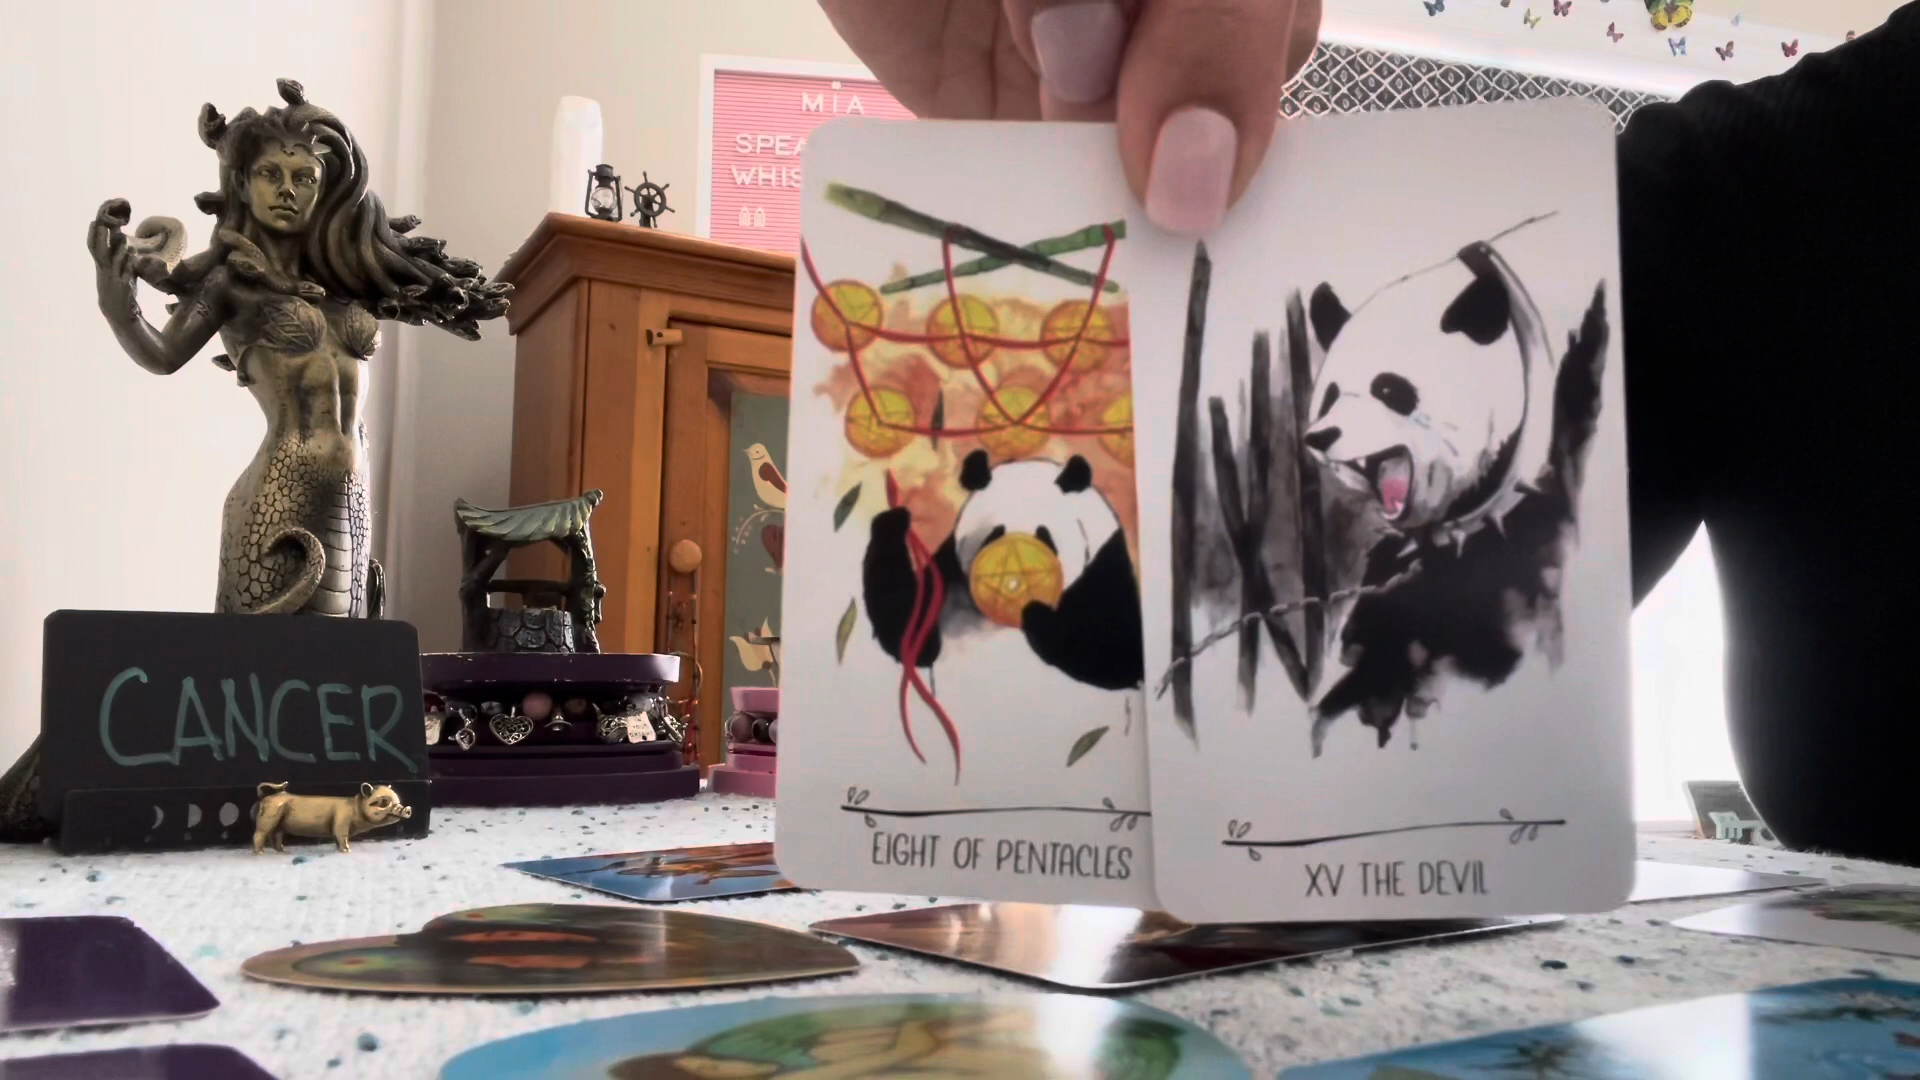 MiA
CANCER
EIGHT OF PENTACLES
XV THE DEVIL